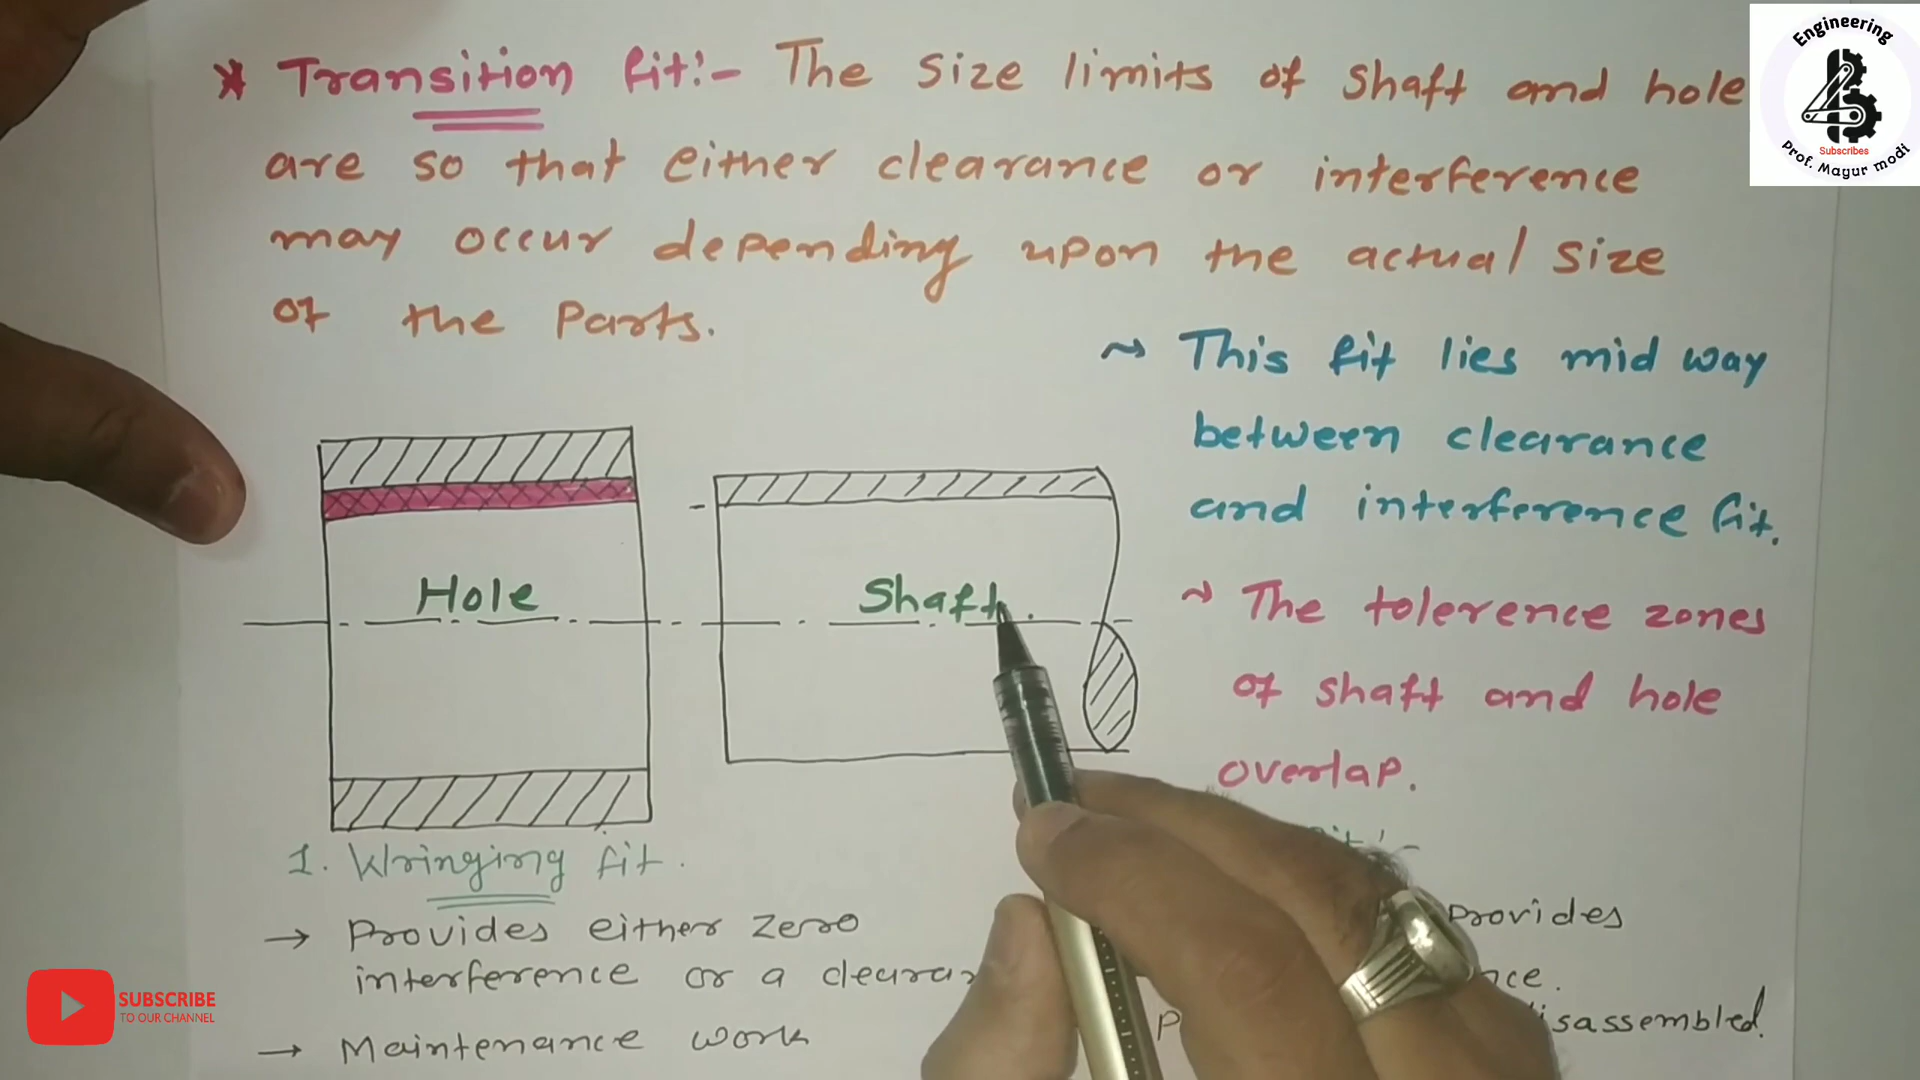 * Transition fit:- The size limits of shaft and hole
are so that either clearance or interference
may occur depending upon the actual size
of the parts.
~ This fit lies mid way
between clearance
and interference fit.
~ The tolerence zones
of shaft and hole
overlap.
Hole
Shaft.
1. Wringing fit.
→ Provides either zero
interference or a
→ Maintenance work
Provides
disassembled.
Engineering
Subscribes
Prof. Mayur modi
SUBSCRIBE
TO OUR CHANNEL